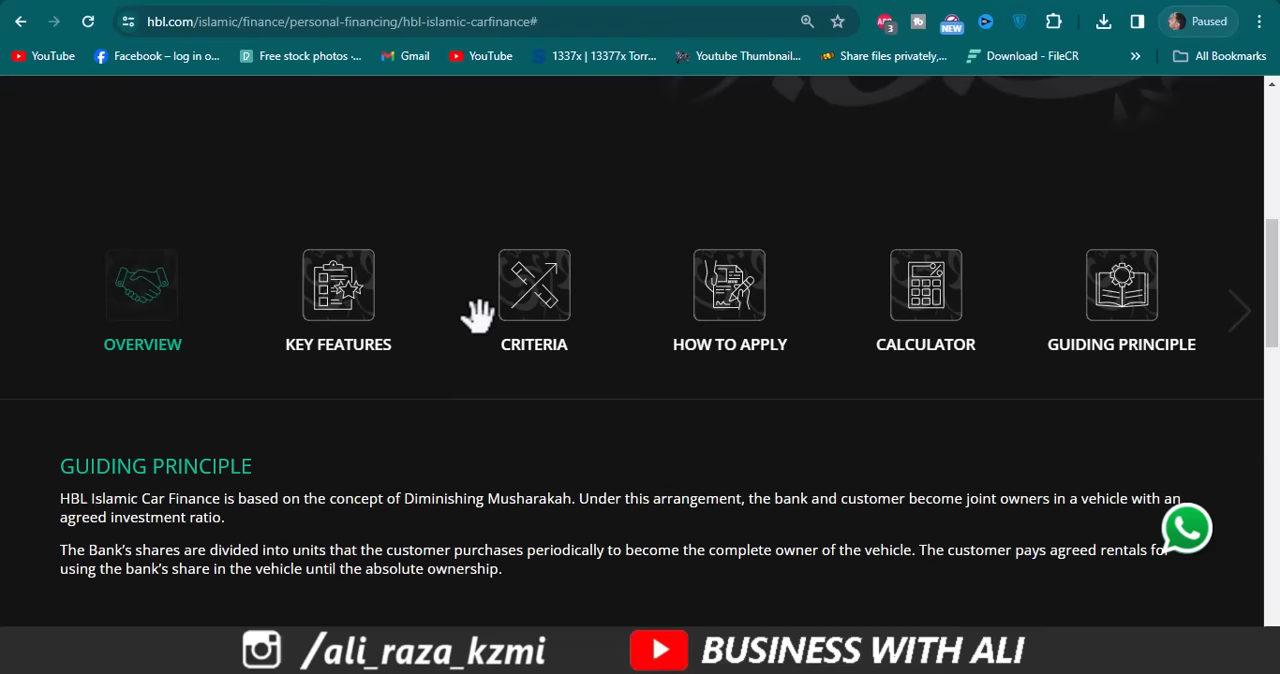 hbl.com/islamic/finance/personal-financing/hbl-islamic-carfinance#
3
NEW
Paused
YouTube
Facebook – log in o...
Free stock photos ·...
Gmail
YouTube
1337x | 13377x Torr...
Youtube Thumbnail...
Share files privately,...
Download - FileCR
»
All Bookmarks
OVERVIEW
KEY FEATURES
CRITERIA
HOW TO APPLY
CALCULATOR
GUIDING PRINCIPLE
GUIDING PRINCIPLE
HBL Islamic Car Finance is based on the concept of Diminishing Musharakah. Under this arrangement, the bank and customer become joint owners in a vehicle with an
agreed investment ratio.
The Bank’s shares are divided into units that the customer purchases periodically to become the complete owner of the vehicle. The customer pays agreed rentals for
using the bank’s share in the vehicle until the absolute ownership.
/ali_raza_kzmi
BUSINESS WITH ALI